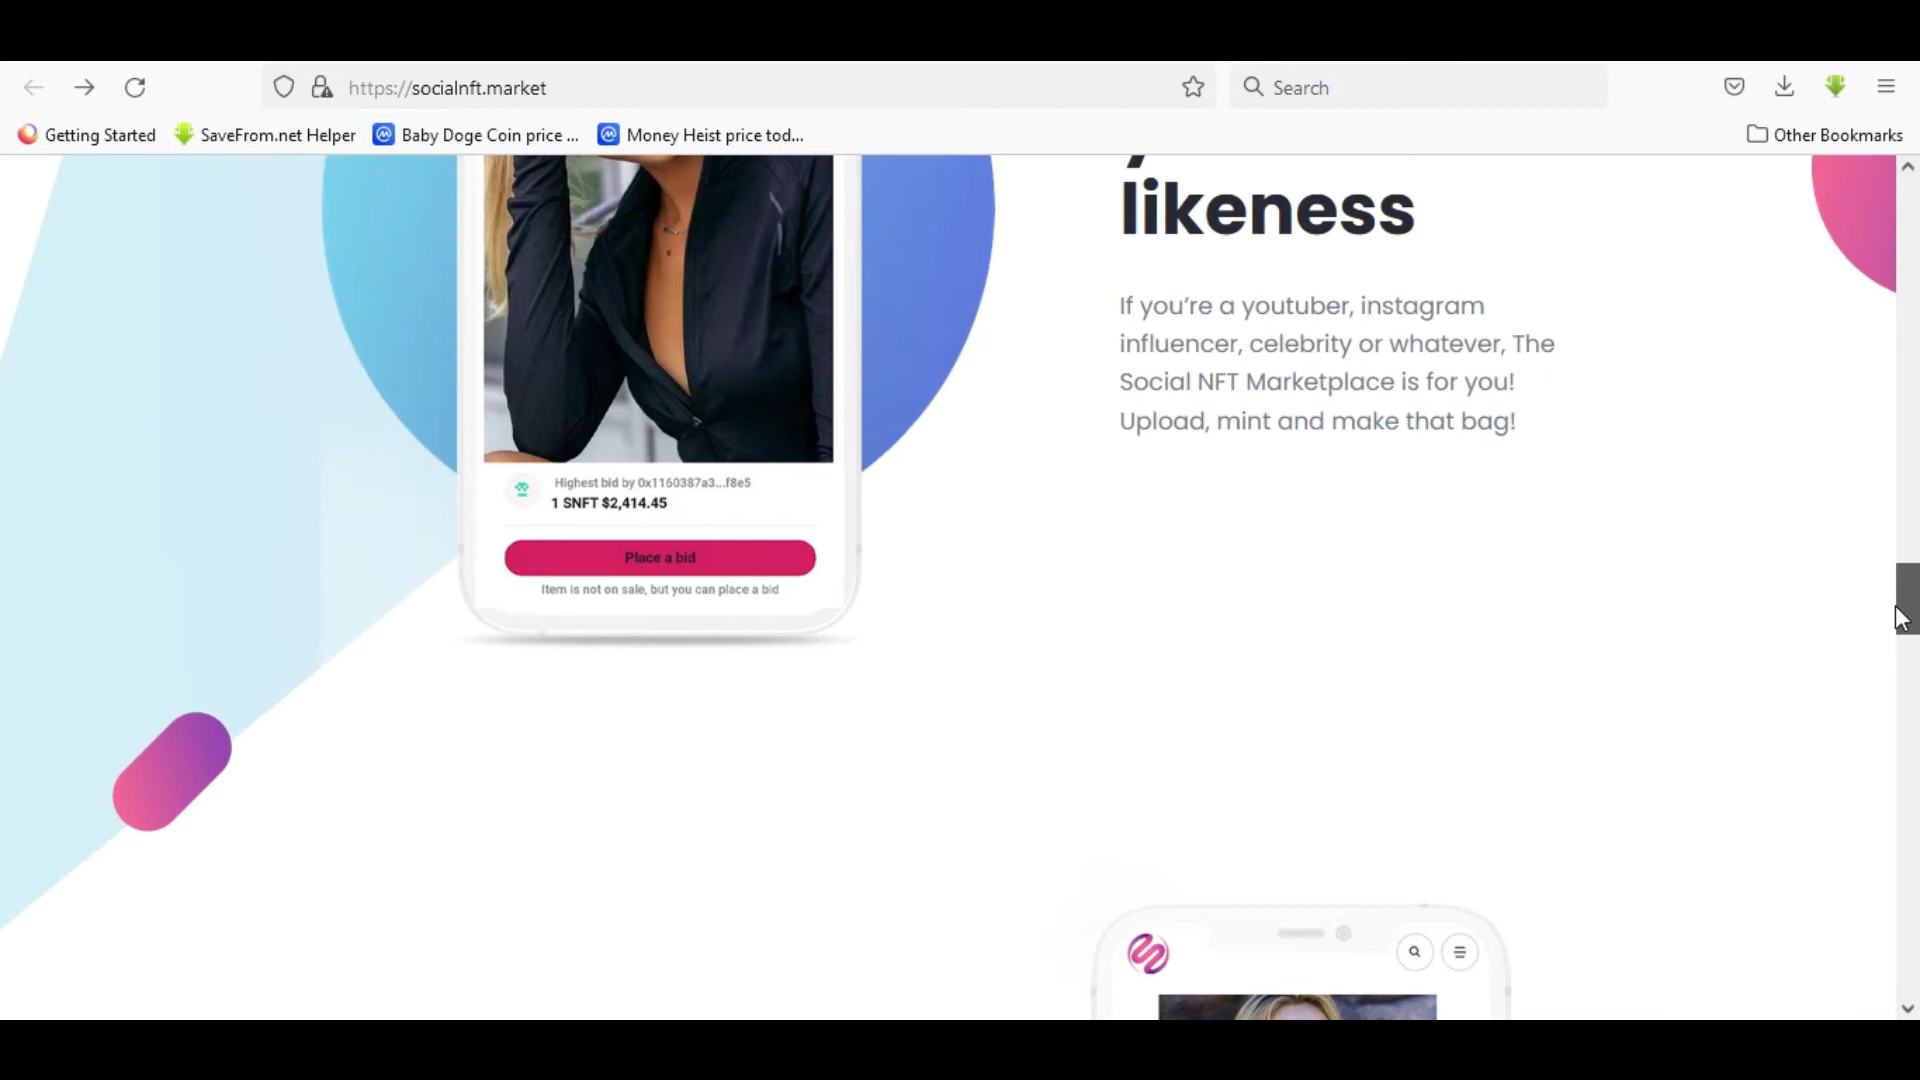 https://socialnft.market
Search
Getting Started
SaveFrom.net Helper
Baby Doge Coin price ...
Money Heist price tod...
Other Bookmarks
likeness
If you're a youtuber, instagram
influencer, celebrity or whatever, The
Social NFT Marketplace is for you!
Upload, mint and make that bag!
Highest bid by 0x1160387a3...f8e5
1 SNFT $2,414.45
Place a bid
Item is not on sale, but you can place a bid